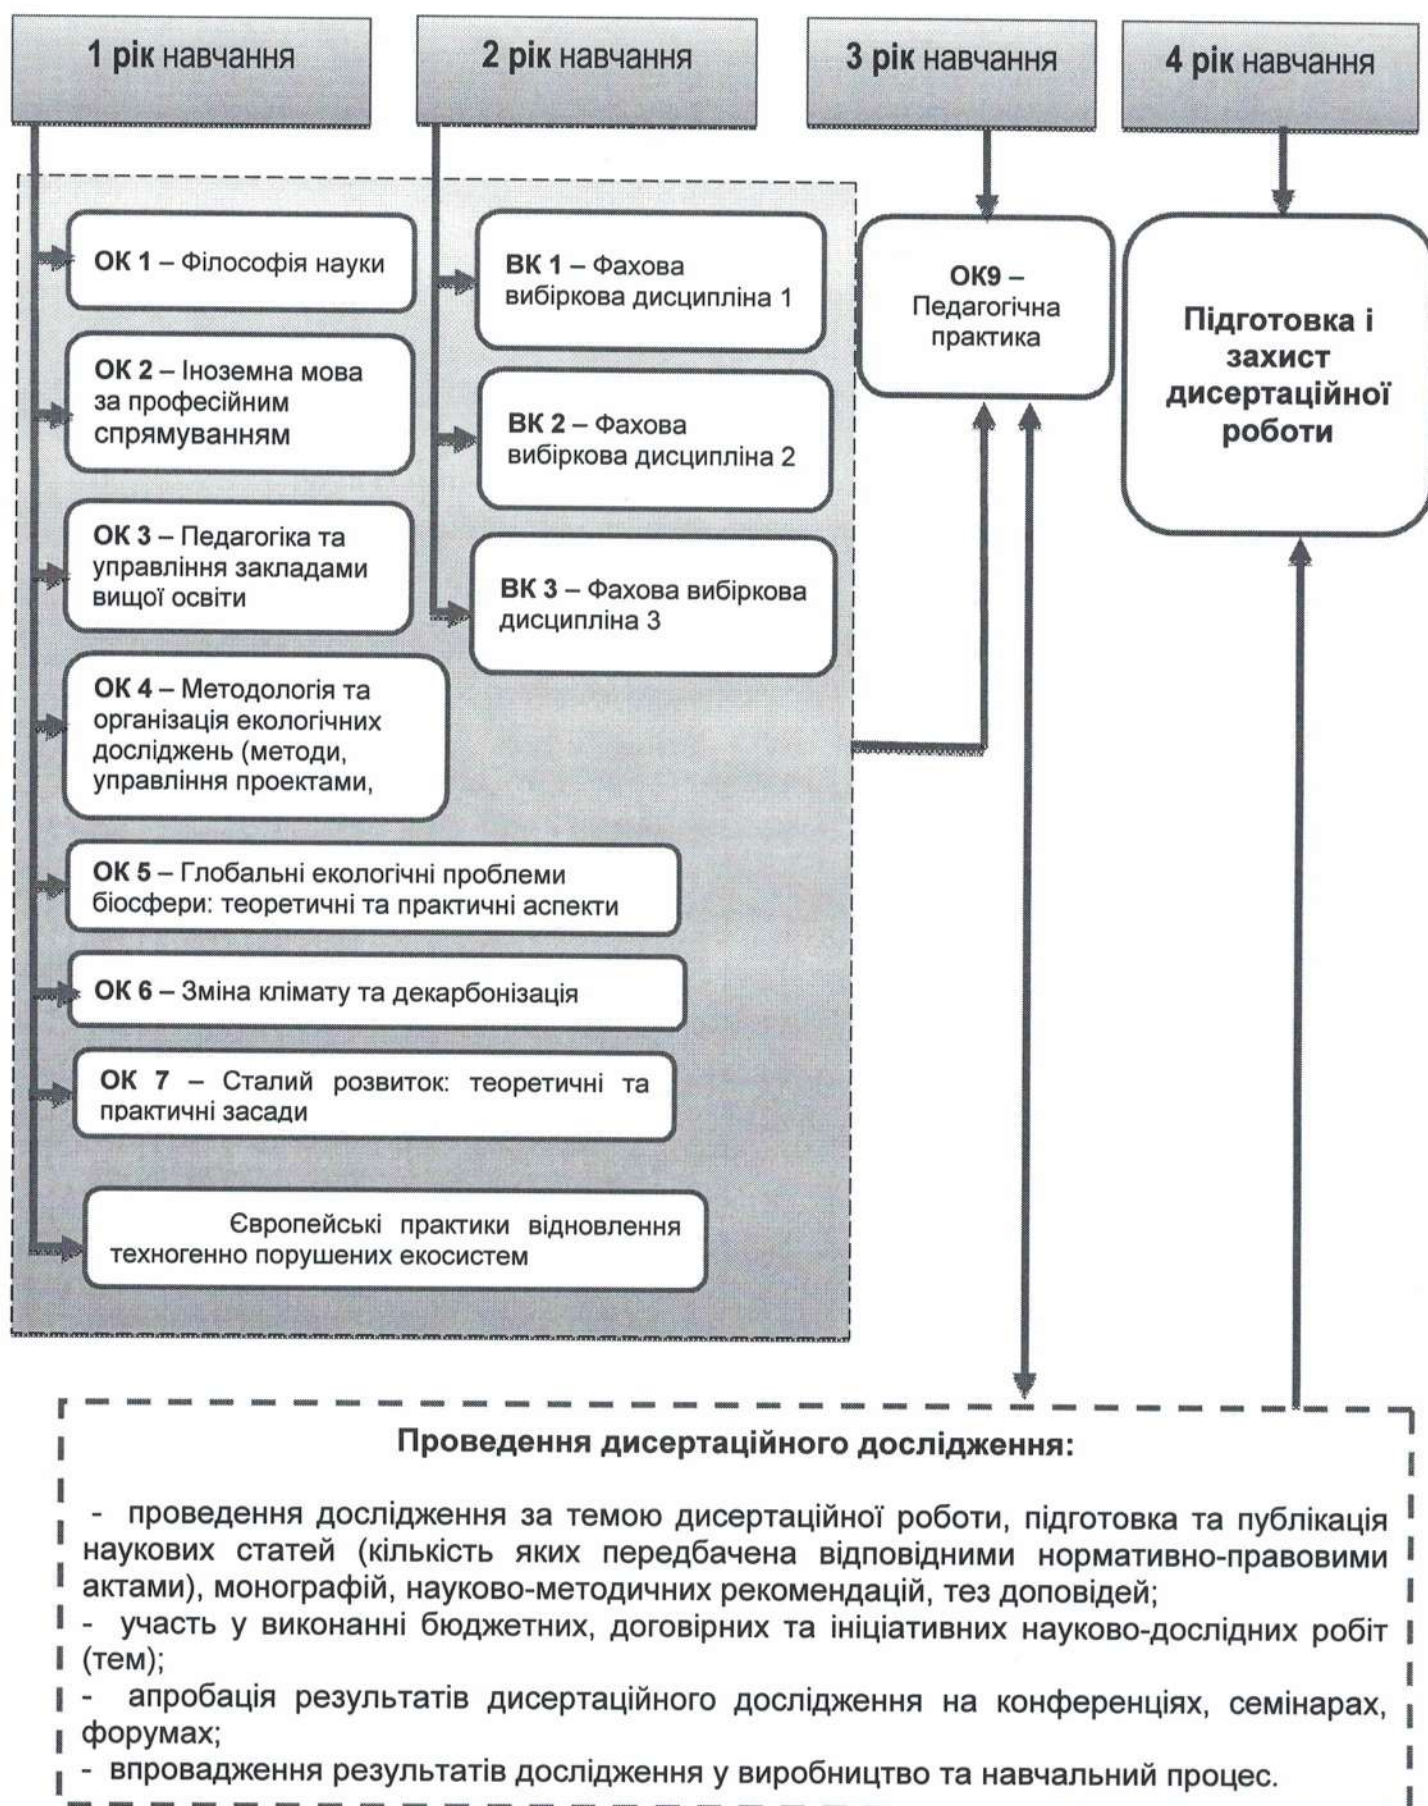 1 рік навчання
2 рік навчання
3 рік навчання
4 рік навчання
ОК 1 – Філософія науки
ОК 2 – Іноземна мова
за професійним
спрямуванням
ОК 3 – Педагогіка та
управління закладами
вищої освіти
ОК 4 – Методологія та
організація екологічних
досліджень (методи,
управління проектами,
ОК 5 – Глобальні екологічні проблеми
біосфери: теоретичні та практичні аспекти
ОК 6 – Зміна клімату та декарбонізація
ОК 7 – Сталий розвиток: теоретичні та
практичні засади
Європейські практики відновлення
техногенно порушених екосистем
ВК 1 – Фахова
вибіркова дисципліна 1
ВК 2 – Фахова
вибіркова дисципліна 2
ВК 3 – Фахова вибіркова
дисципліна 3
ОК9 –
Педагогічна
практика
Підготовка і
захист
дисертаційної
роботи
Проведення дисертаційного дослідження:
- проведення дослідження за темою дисертаційної роботи, підготовка та публікація
наукових статей (кількість яких передбачена відповідними нормативно-правовими
актами), монографій, науково-методичних рекомендацій, тез доповідей;
- участь у виконанні бюджетних, договірних та ініціативних науково-дослідних робіт
(тем);
- апробація результатів дисертаційного дослідження на конференціях, семінарах,
форумах;
- впровадження результатів дослідження у виробництво та навчальний процес.